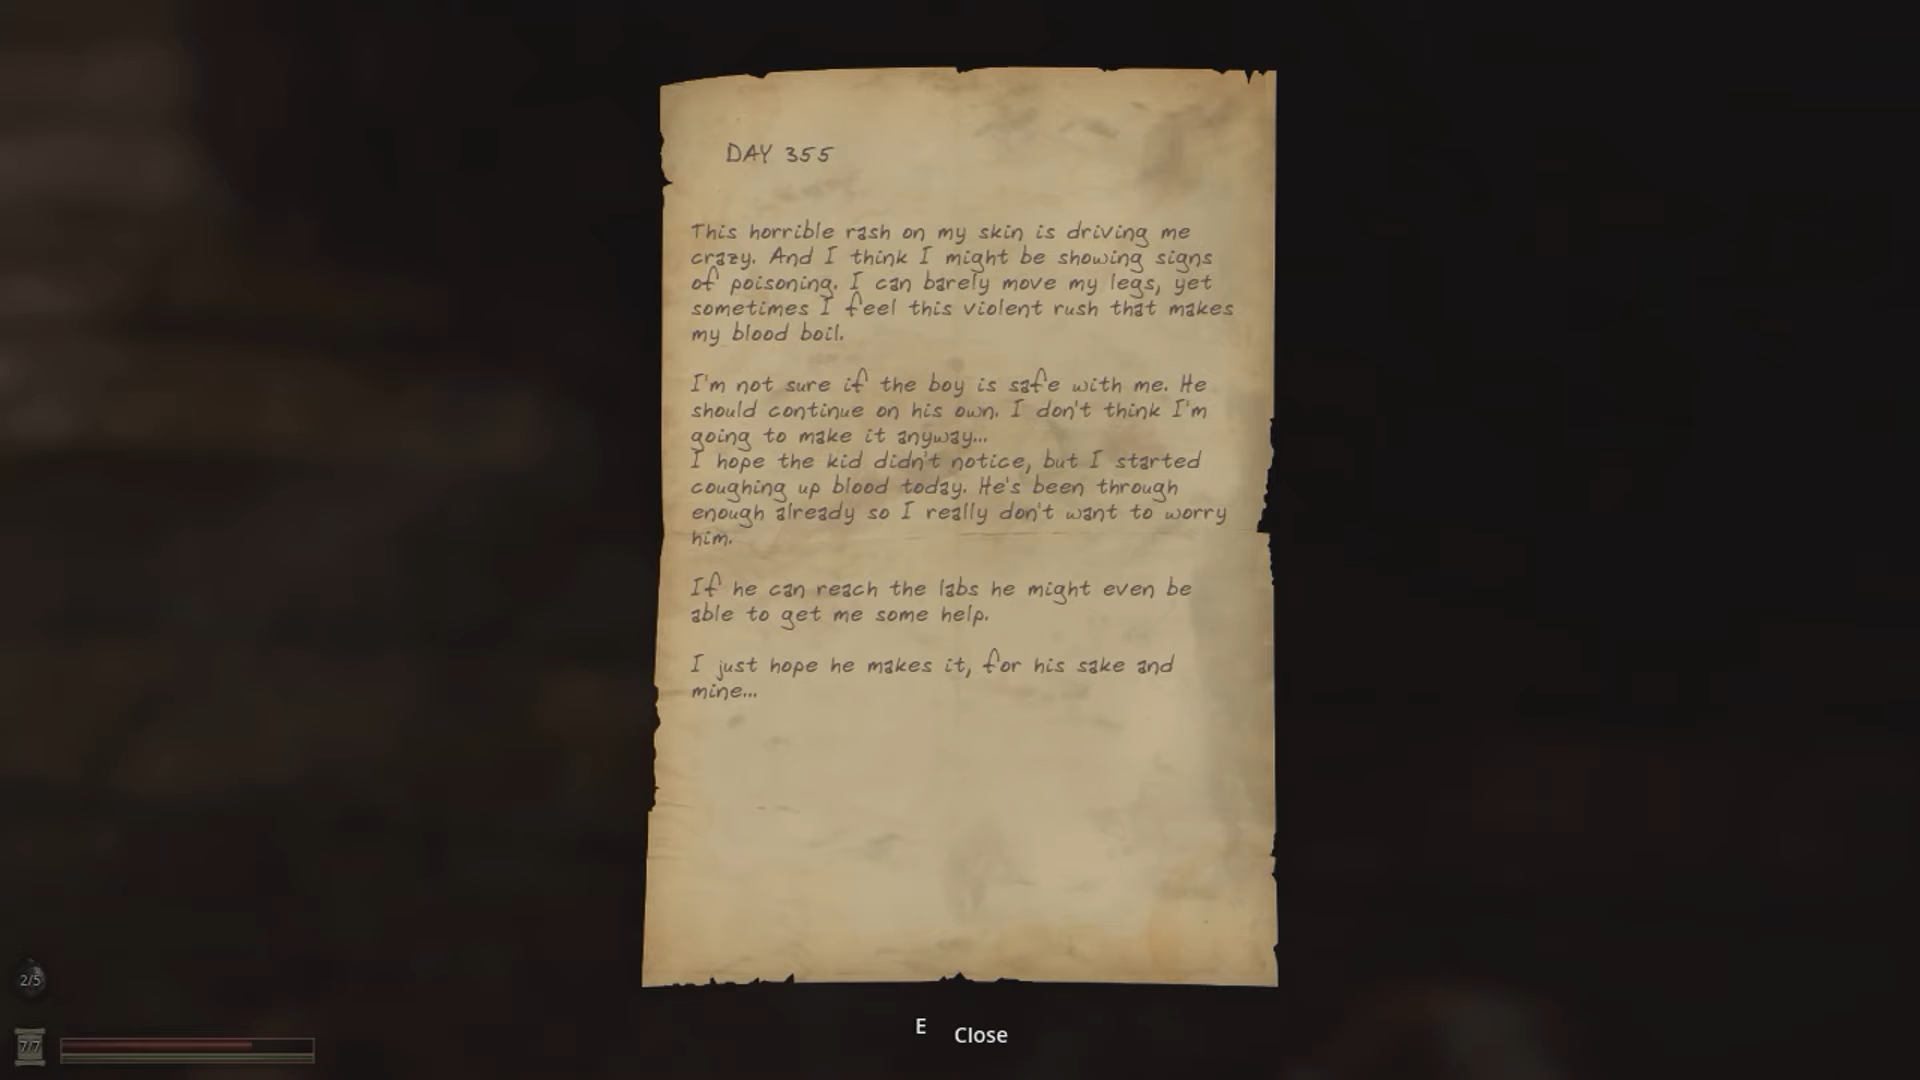 DAY 355
This horrible rash on my skin is driving me
crazy. And I think I might be showing signs
of poisoning. I can barely move my legs, yet
sometimes I feel this violent rush that makes
my blood boil.
I'm not sure if the boy is safe with me. He
should continue on his own. I don't think I'm
going to make it anyway...
I hope the kid didn't notice, but I started
coughing up blood today. He's been through
enough already so I really don't want to worry
him.
If he can reach the labs he might even be
able to get me some help.
I just hope he makes it, for his sake and
mine...
2/5
7/7
E Close